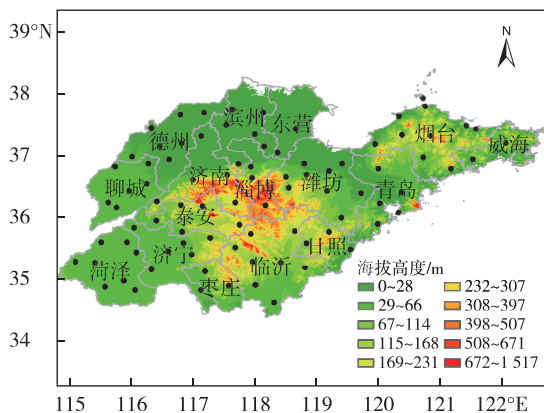 39°N
38
37
36
35
34
N
滨州
东营
德州
烟台
威海
济南
淄博
潍坊
聊城
青岛
泰安
日照
济宁
菏泽
临沂
枣庄
海拔高度/m
0~28
29~66
67~114
115~168
169~231
232~307
308~397
398~507
508~671
672~1 517
115 116 117 118 119 120 121 122°E